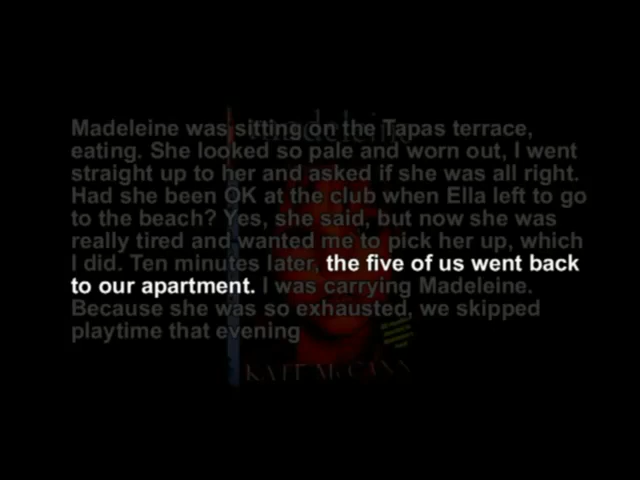 madeleine
Madeleine was sitting on the Tapas terrace,
eating. She looked so pale and worn out, I went
straight up to her and asked if she was all right.
Had she been OK at the club when Ella left to go
to the beach? Yes, she said, but now she was
really tired and wanted me to pick her up, which
I did. Ten minutes later, the five of us went back
to our apartment. I was carrying Madeleine.
Because she was so exhausted, we skipped
playtime that evening
KATE McCANN